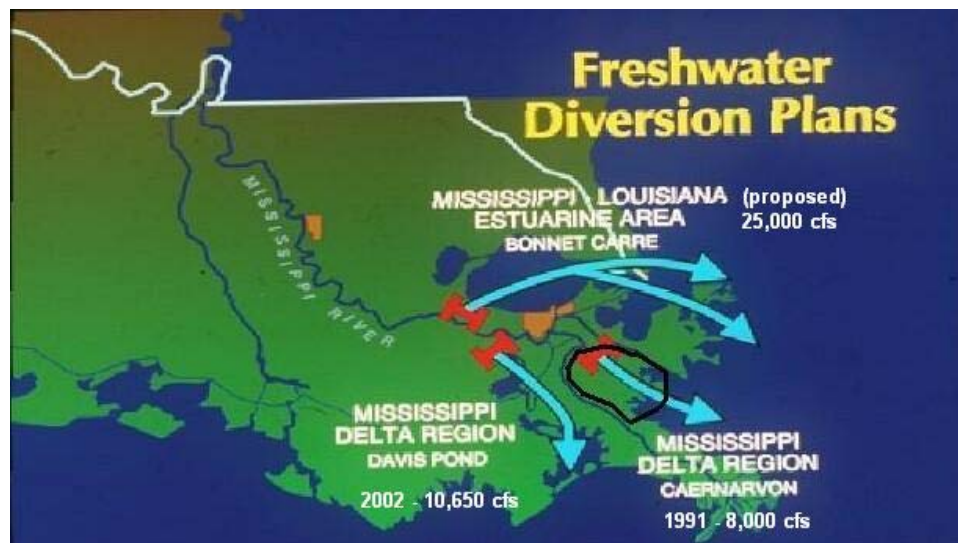 Freshwater
Diversion Plans
MISSISSIPPI LOUISIANA (proposed)
ESTUARINE AREA 25,000 cfs
BONNET CARRE
MISSISSIPPI RIVER
MISSISSIPPI
DELTA REGION
DAVIS POND
2002 - 10,650 cfs
MISSISSIPPI
DELTA REGION
CAERNARVON
1991 - 8,000 cfs